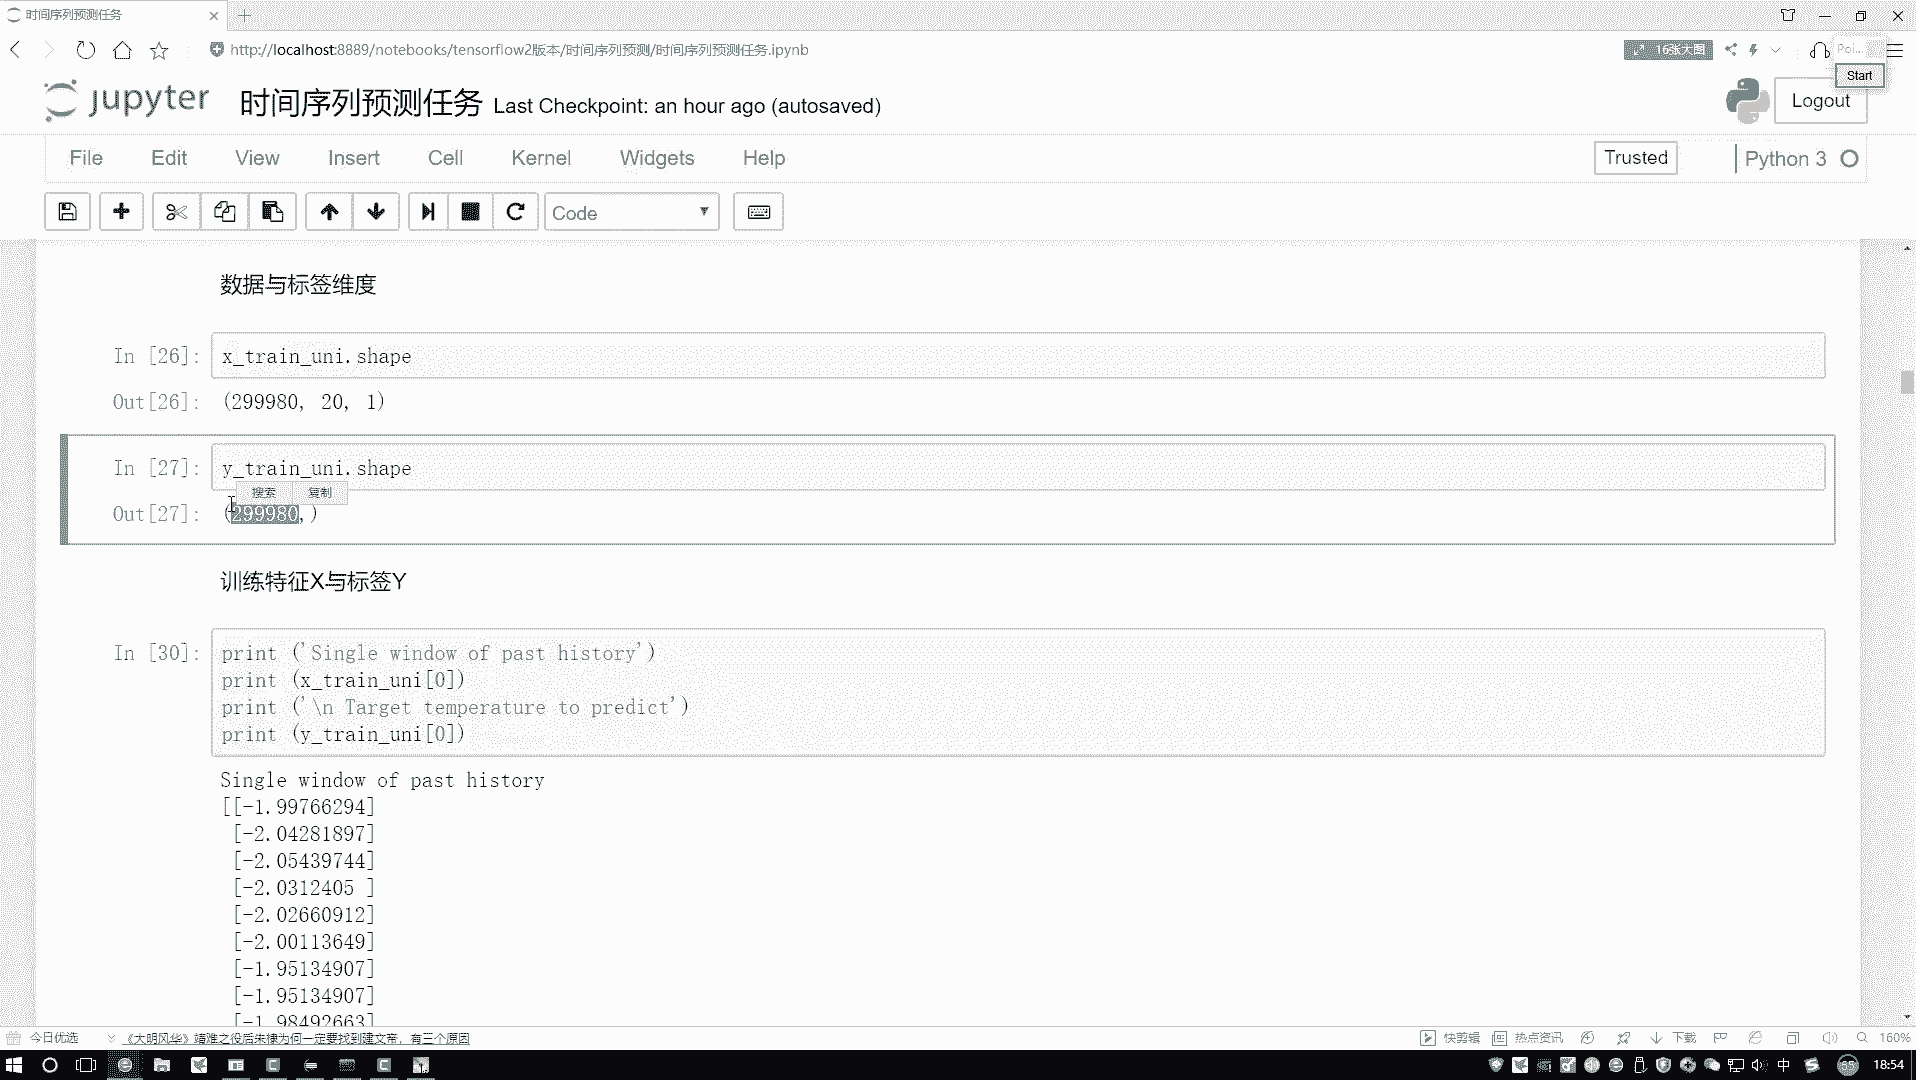 时间序列预测任务
http://localhost:8889/notebooks/tensorflow2版本/时间序列预测/时间序列预测任务.ipynb
16张大图
Poi...
Start
jupyter 时间序列预测任务 Last Checkpoint: an hour ago (autosaved)
Logout
File Edit View Insert Cell Kernel Widgets Help
Trusted
Python 3
Code
数据与标签维度
In [26]: x_train_uni.shape
Out[26]: (299980, 20, 1)
In [27]: y_train_uni.shape
搜索 复制
Out[27]: (299980,)
训练特征X与标签Y
In [30]: print ('Single window of past history')
print (x_train_uni[0])
print ('\n Target temperature to predict')
print (y_train_uni[0])
Single window of past history
[[-1.99766294]
[-2.04281897]
[-2.05439744]
[-2.0312405 ]
[-2.02660912]
[-2.00113649]
[-1.95134907]
[-1.95134907]
[-1.98492663]
今日优选 《大明风华》靖难之役后朱棣为何一定要找到建文帝，有三个原因
快剪辑 热点资讯 下载 160%
中 65 18:54